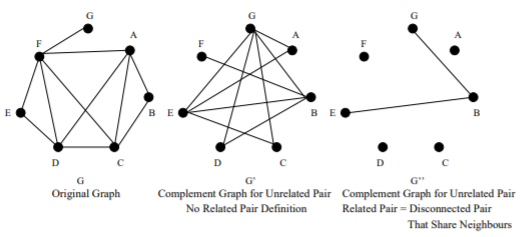 G
A
F
E
B
D
C
G
Original Graph
G
A
F
E
B
D
C
G'
Complement Graph for Unrelated Pair
No Related Pair Definition
G
A
F
E
B
D
C
G''
Complement Graph for Unrelated Pair
Related Pair = Disconnected Pair
That Share Neighbours